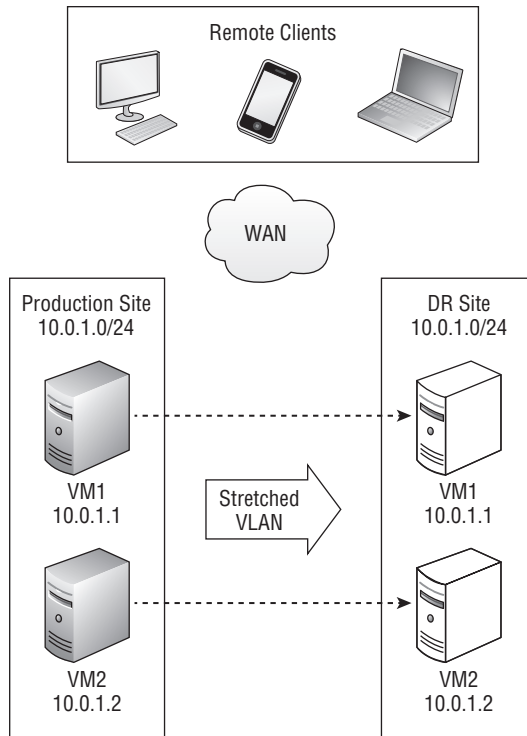 Remote Clients
WAN
Production Site
10.0.1.0/24
VM1
10.0.1.1
VM2
10.0.1.2
Stretched
VLAN
DR Site
10.0.1.0/24
VM1
10.0.1.1
VM2
10.0.1.2